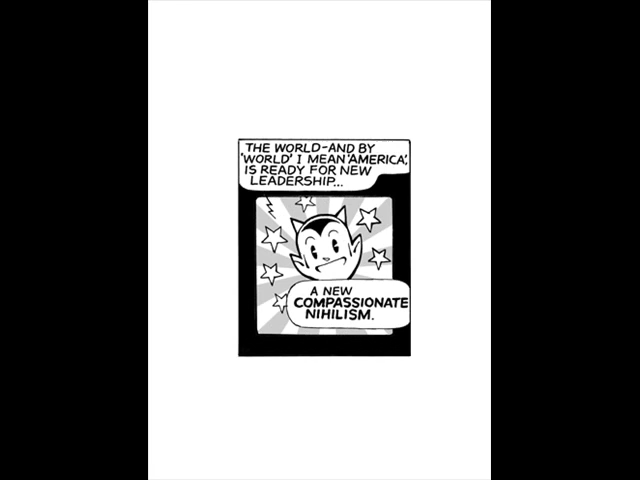 THE WORLD-AND BY
'WORLD' I MEAN 'AMERICA',
IS READY FOR NEW
LEADERSHIP...
A NEW
COMPASSIONATE
NIHILISM.